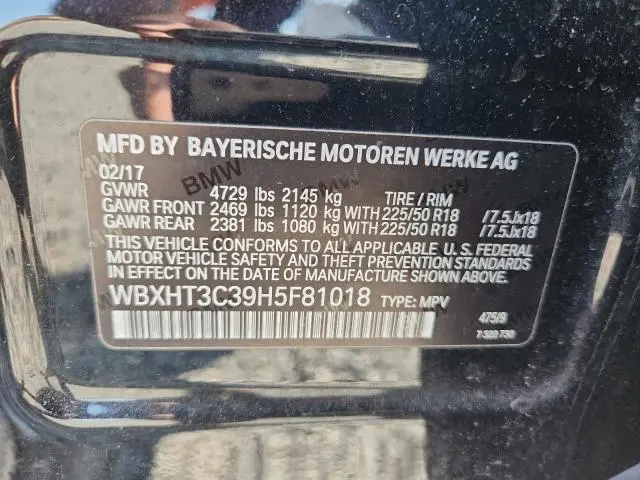 MFD BY BAYERISCHE MOTOREN WERKE AG
02/17
GVWR 4729 lbs 2145 kg TIRE / RIM
GAWR FRONT 2469 lbs 1120 kg WITH 225/50 R18 /7.5Jx18
GAWR REAR 2381 lbs 1080 kg WITH 225/50 R18 /7.5Jx18
THIS VEHICLE CONFORMS TO ALL APPLICABLE U. S. FEDERAL
MOTOR VEHICLE SAFETY AND THEFT PREVENTION STANDARDS
IN EFFECT ON THE DATE OF MANUFACTURE SHOWN ABOVE.
WBXHT3C39H5F81018 TYPE: MPV
475/9
7 320 730